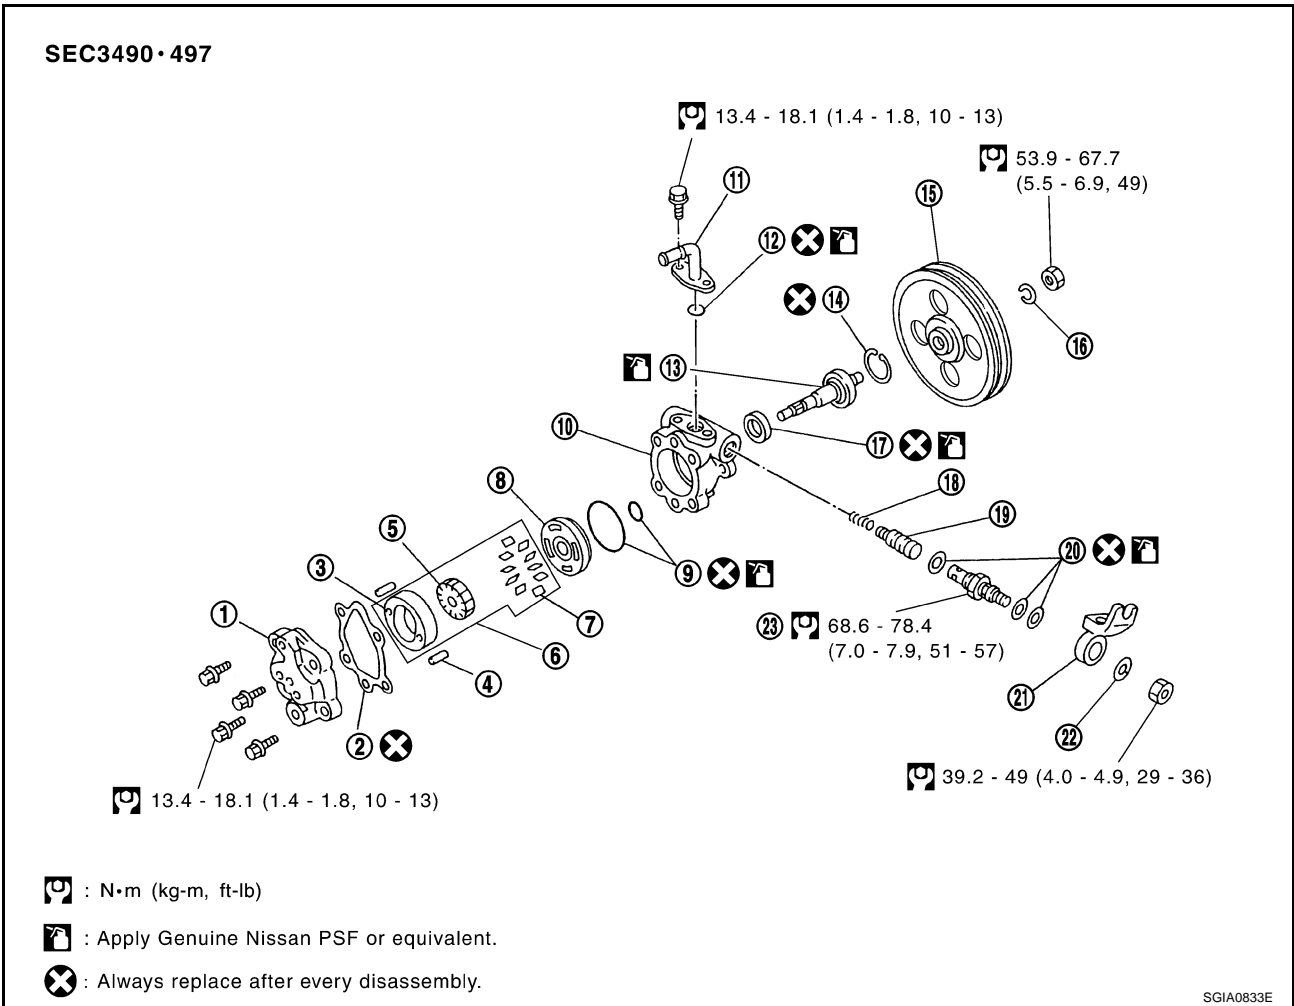 SEC3490•497
13.4 - 18.1 (1.4 - 1.8, 10 - 13)
53.9 - 67.7
(5.5 - 6.9, 49)
11
15
12
14
16
13
10
17
8
18
5
19
3
9
20
1
7
23
68.6 - 78.4
(7.0 - 7.9, 51 - 57)
6
4
21
2
22
39.2 - 49 (4.0 - 4.9, 29 - 36)
13.4 - 18.1 (1.4 - 1.8, 10 - 13)
: N•m (kg-m, ft-lb)
: Apply Genuine Nissan PSF or equivalent.
: Always replace after every disassembly.
SGIA0833E